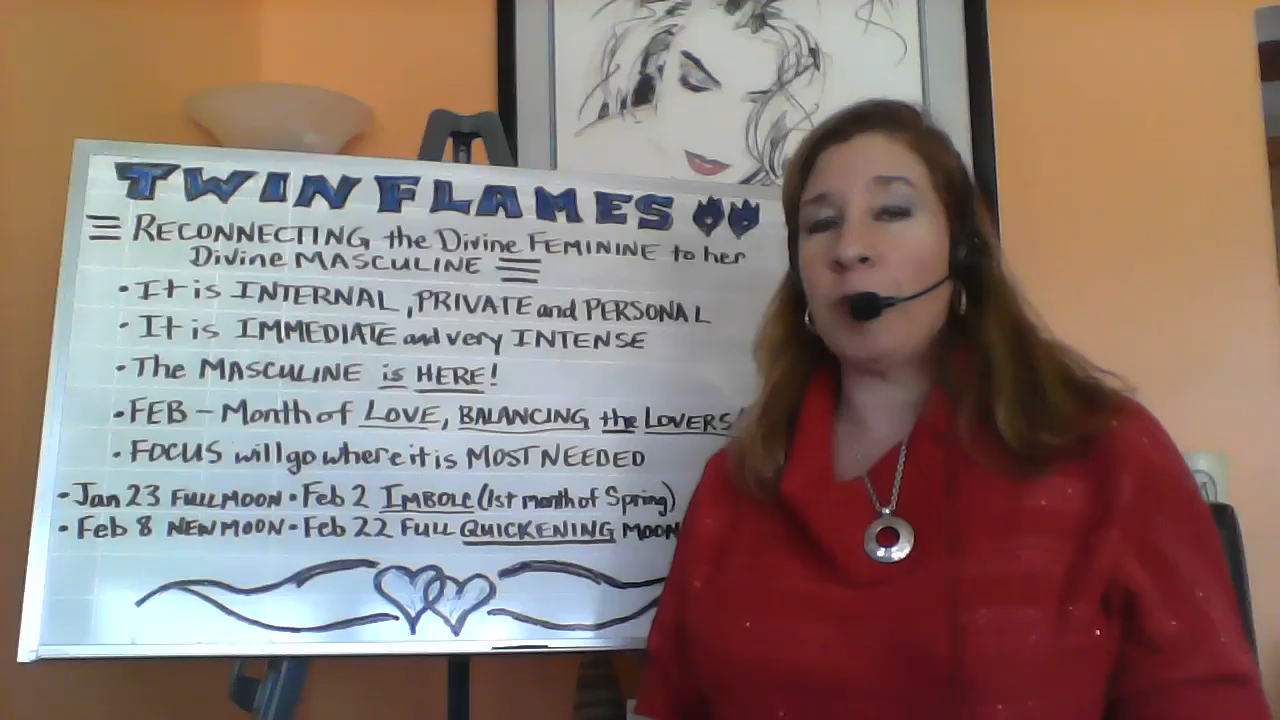 TWIN FLAMES
RECONNECTING the Divine FEMININE to her
Divine MASCULINE
• It is INTERNAL, PRIVATE and PERSONAL
• It is IMMEDIATE and very INTENSE
• The MASCULINE is HERE!
• FEB – Month of LOVE, BALANCING the LOVERS!
• FOCUS will go where it is MOST NEEDED
• Jan 23 FULL MOON • Feb 2 IMBOLC (1st month of Spring)
• Feb 8 NEW MOON • Feb 22 FULL QUICKENING MOON